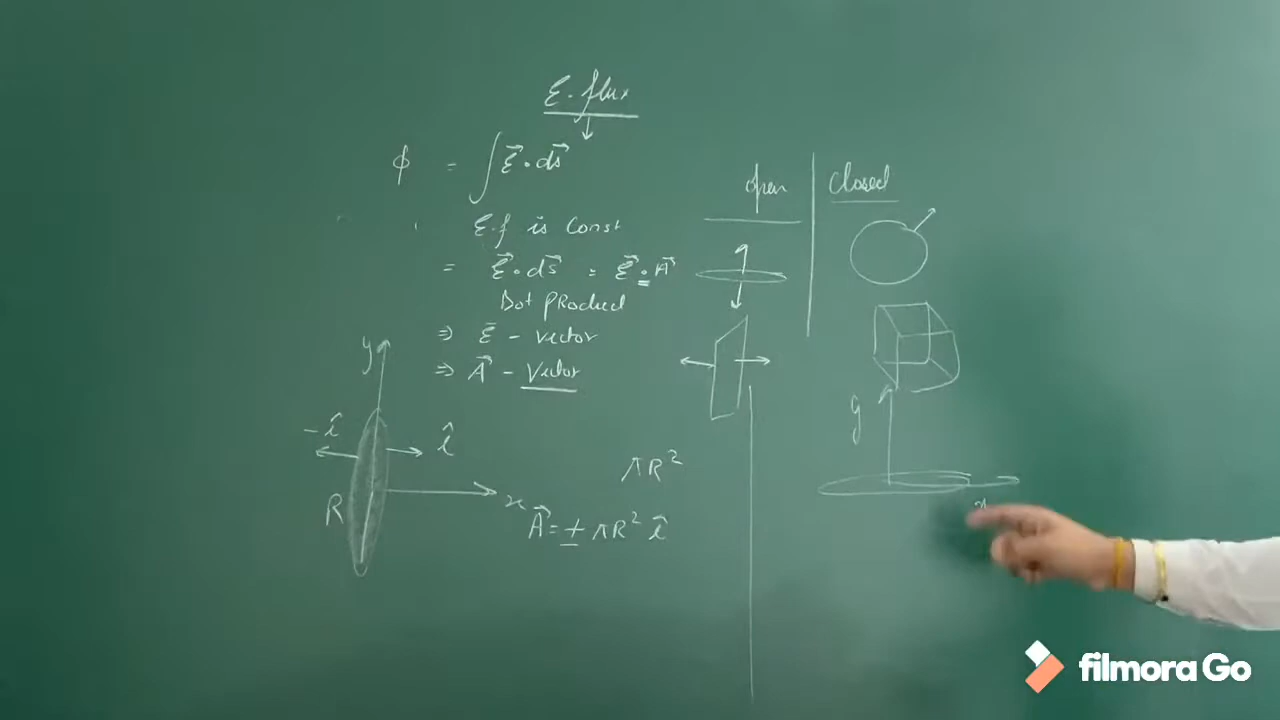 E.flux
ϕ = ∫ E⃗ · ds⃗
E.f is Const
= E⃗ · ds⃗ = E⃗ · A⃗
Dot PRoduct
⇒ E⃗ - vector
⇒ A⃗ - Vector
y
-î
î
R
x
πR²
A⃗ = ± πR² î
open
closed
y
x
filmora Go